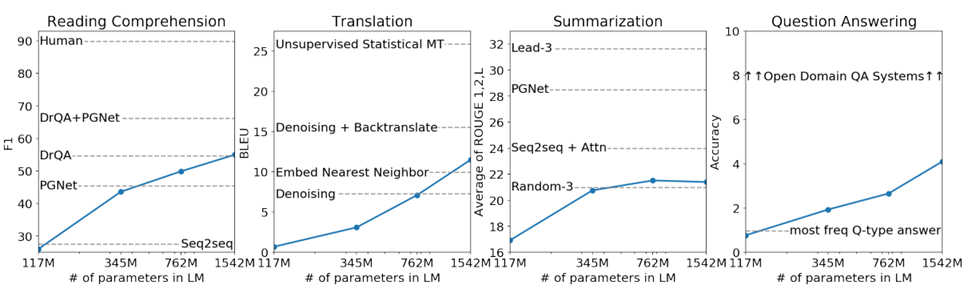 Reading Comprehension
90
80
70
60
50
40
30
F1
Human
DrQA+PGNet
DrQA
PGNet
Seq2seq
117M 345M 762M 1542M
# of parameters in LM
Translation
25
20
15
10
5
0
BLEU
Unsupervised Statistical MT
Denoising + Backtranslate
Embed Nearest Neighbor
Denoising
117M 345M 762M 1542M
# of parameters in LM
Summarization
32
30
28
26
24
22
20
18
16
Average of ROUGE 1,2,L
Lead-3
PGNet
Seq2seq + Attn
Random-3
117M 345M 762M 1542M
# of parameters in LM
Question Answering
10
8
6
4
2
0
Accuracy
↑↑Open Domain QA Systems↑↑
most freq Q-type answer
117M 345M 762M 1542M
# of parameters in LM